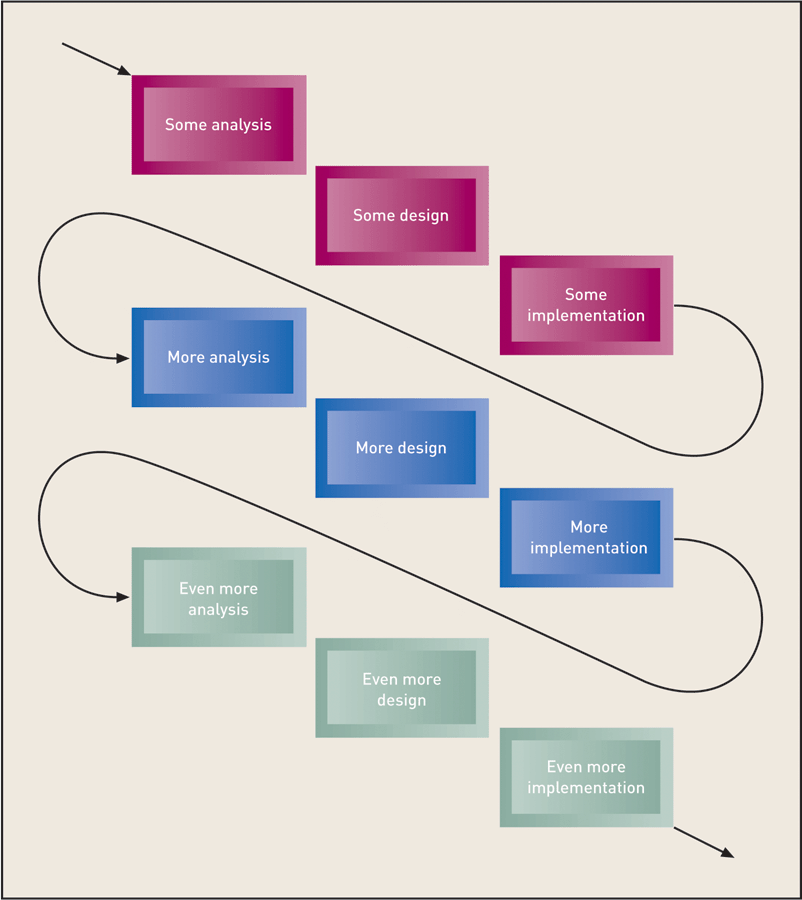 Some analysis
Some design
Some
implementation
More analysis
More design
More
implementation
Even more
analysis
Even more
design
Even more
implementation